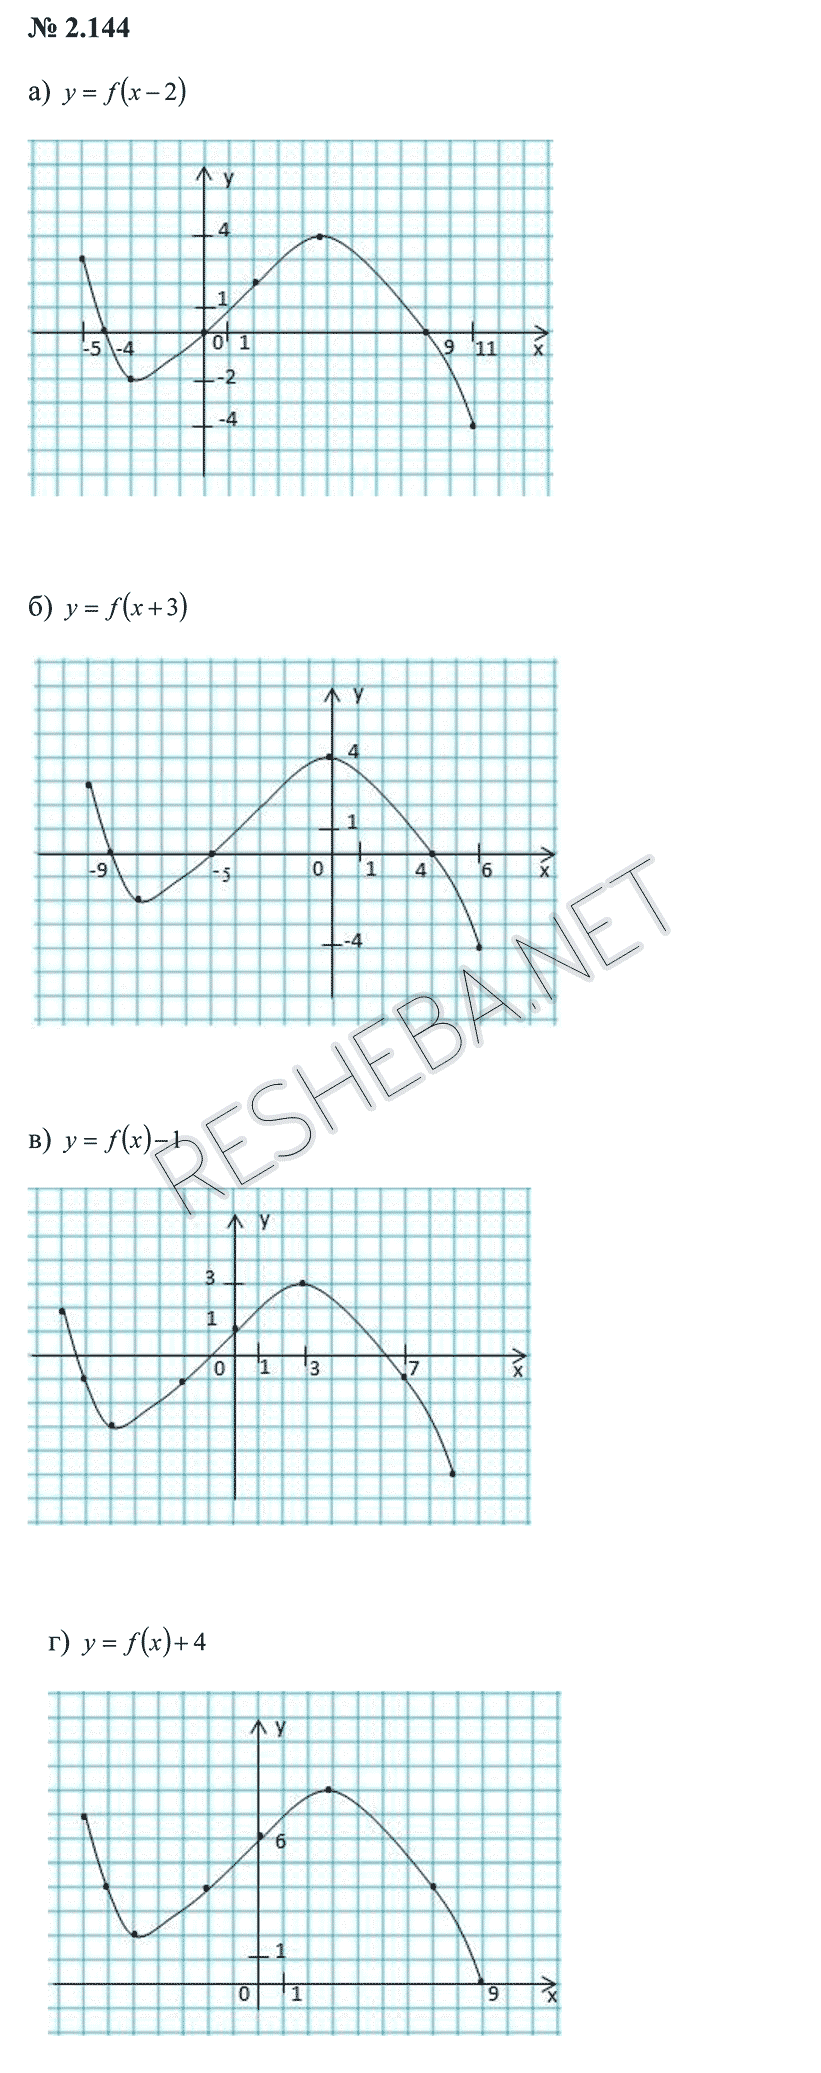 № 2.144
а) y = f(x−2)
y
4
1
0 1
-5 -4
9 11
x
-2
-4
б) y = f(x+3)
y
4
1
-9
-5
0 1 4 6 x
-4
RESHEBA.NET
в) y = f(x)−1
y
3
1
0 1 3 7 x
г) y = f(x)+4
y
6
1
0 1 9 x